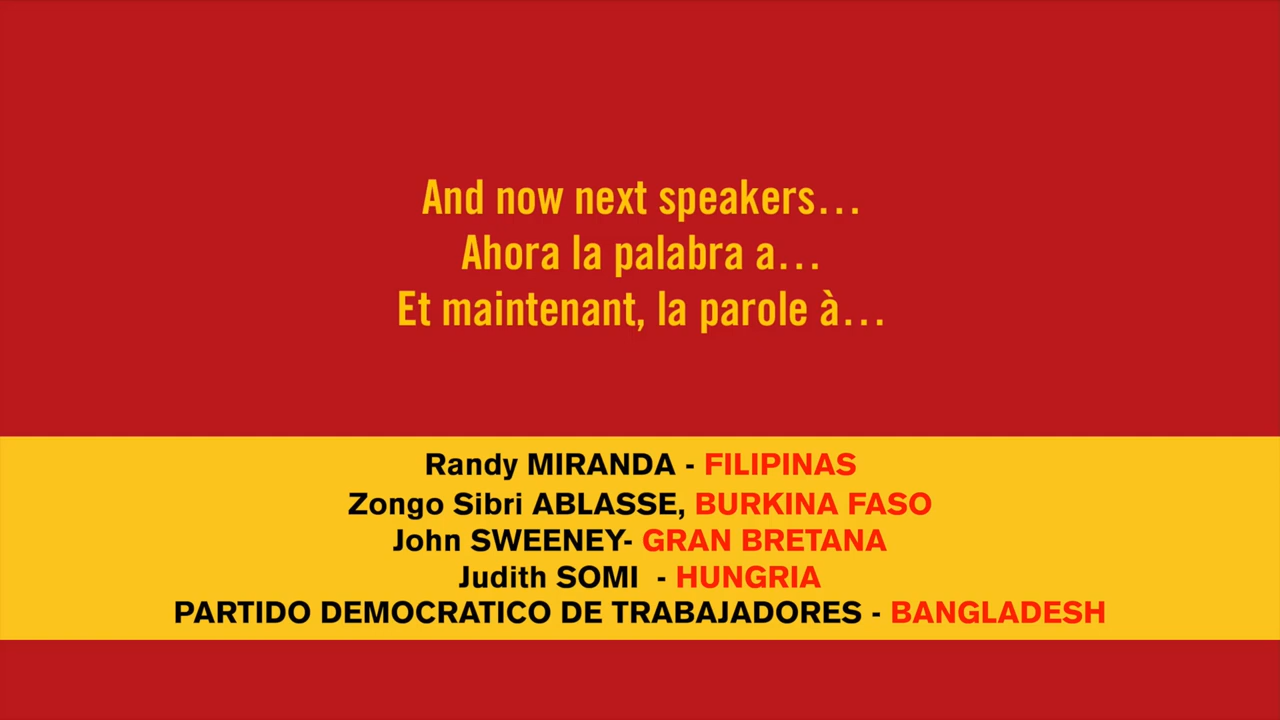 And now next speakers...
Ahora la palabra a...
Et maintenant, la parole à...
Randy MIRANDA - FILIPINAS
Zongo Sibri ABLASSE, BURKINA FASO
John SWEENEY- GRAN BRETANA
Judith SOMI - HUNGRIA
PARTIDO DEMOCRATICO DE TRABAJADORES - BANGLADESH